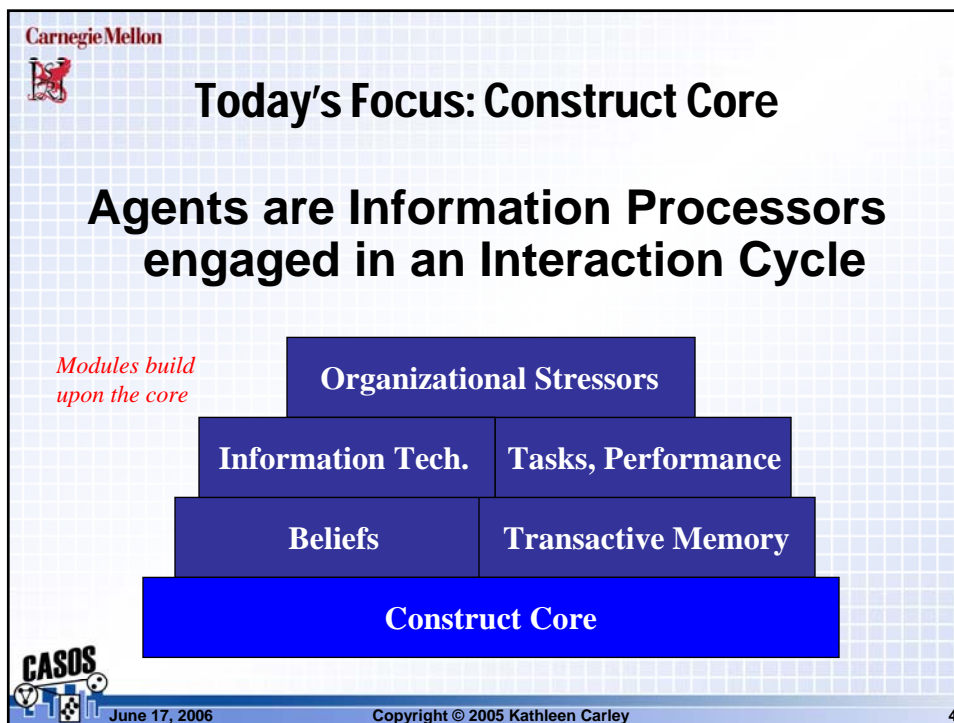 Carnegie Mellon
Today's Focus: Construct Core
Agents are Information Processors
engaged in an Interaction Cycle
Modules build
upon the core
Organizational Stressors
Information Tech.
Tasks, Performance
Beliefs
Transactive Memory
Construct Core
CASOS
June 17, 2006
Copyright © 2005 Kathleen Carley
4